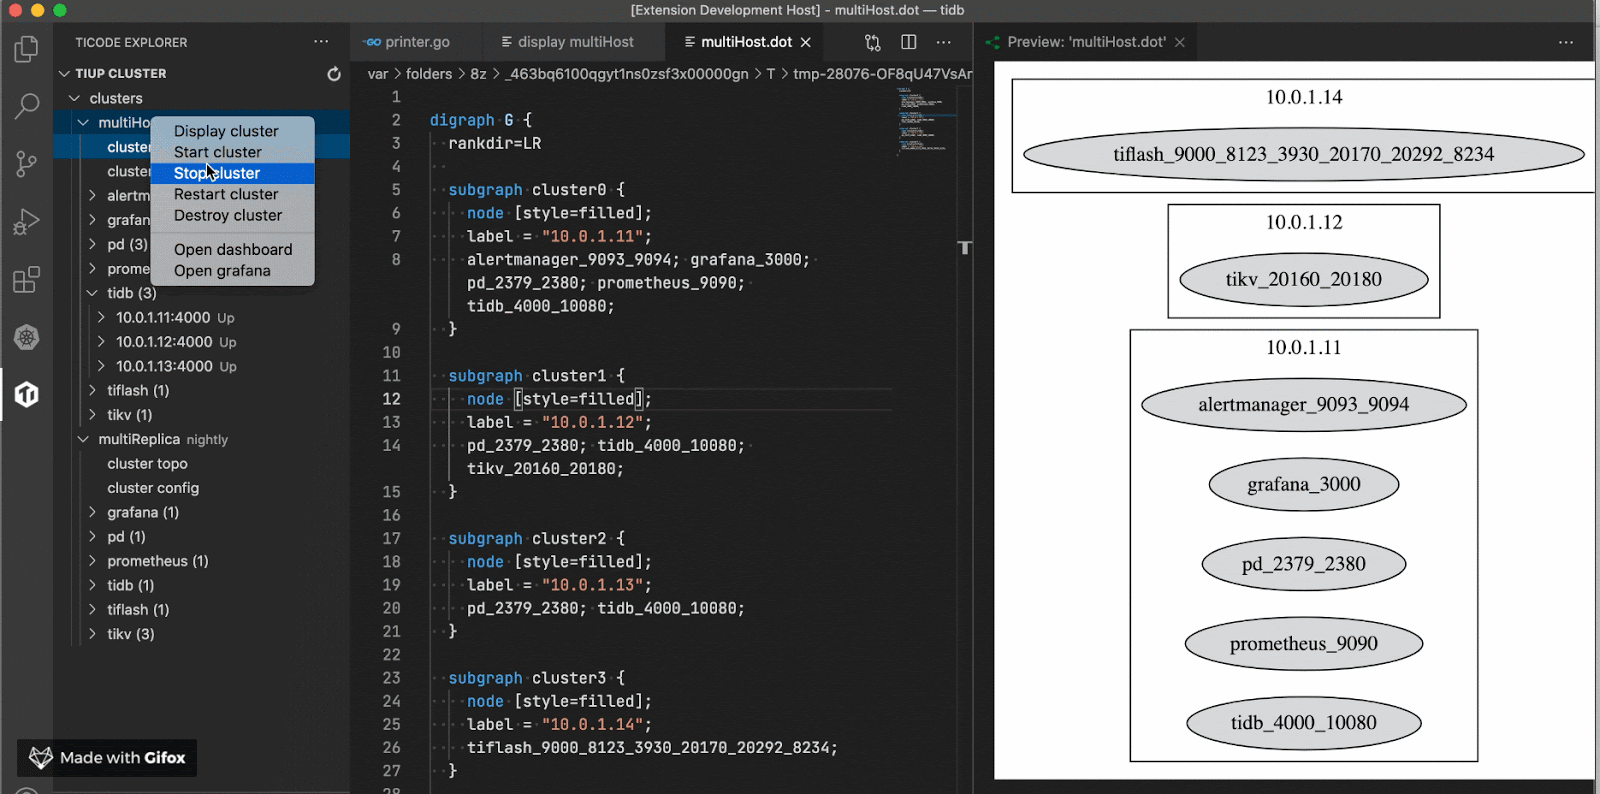 [Extension Development Host] - multiHost.dot — tidb
TICODE EXPLORER
TIUP CLUSTER
clusters
multiHo
cluster
cluster
alertm
grafan
pd (3)
prome
tidb (3)
10.0.1.11:4000 Up
10.0.1.12:4000 Up
10.0.1.13:4000 Up
tiflash (1)
tikv (1)
multiReplica nightly
cluster topo
cluster config
grafana (1)
pd (1)
prometheus (1)
tidb (1)
tiflash (1)
tikv (3)
Display cluster
Start cluster
Stop cluster
Restart cluster
Destroy cluster
Open dashboard
Open grafana
Made with Gifox
printer.go
display multiHost
multiHost.dot
var > folders > 8z > _463bq6100qgyt1ns0zsf3x00000gn > T > tmp-28076-OF8qU47VsAr
1
2 digraph G {
3 rankdir=LR
4
5 subgraph cluster0 {
6 node [style=filled];
7 label = "10.0.1.11";
8 alertmanager_9093_9094; grafana_3000;
pd_2379_2380; prometheus_9090;
tidb_4000_10080;
9 }
10
11 subgraph cluster1 {
12 node [style=filled];
13 label = "10.0.1.12";
14 pd_2379_2380; tidb_4000_10080;
tikv_20160_20180;
15 }
16
17 subgraph cluster2 {
18 node [style=filled];
19 label = "10.0.1.13";
20 pd_2379_2380; tidb_4000_10080;
21 }
22
23 subgraph cluster3 {
24 node [style=filled];
25 label = "10.0.1.14";
26 tiflash_9000_8123_3930_20170_20292_8234;
27 }
28
Preview: 'multiHost.dot'
10.0.1.14
tiflash_9000_8123_3930_20170_20292_8234
10.0.1.12
tikv_20160_20180
10.0.1.11
alertmanager_9093_9094
grafana_3000
pd_2379_2380
prometheus_9090
tidb_4000_10080